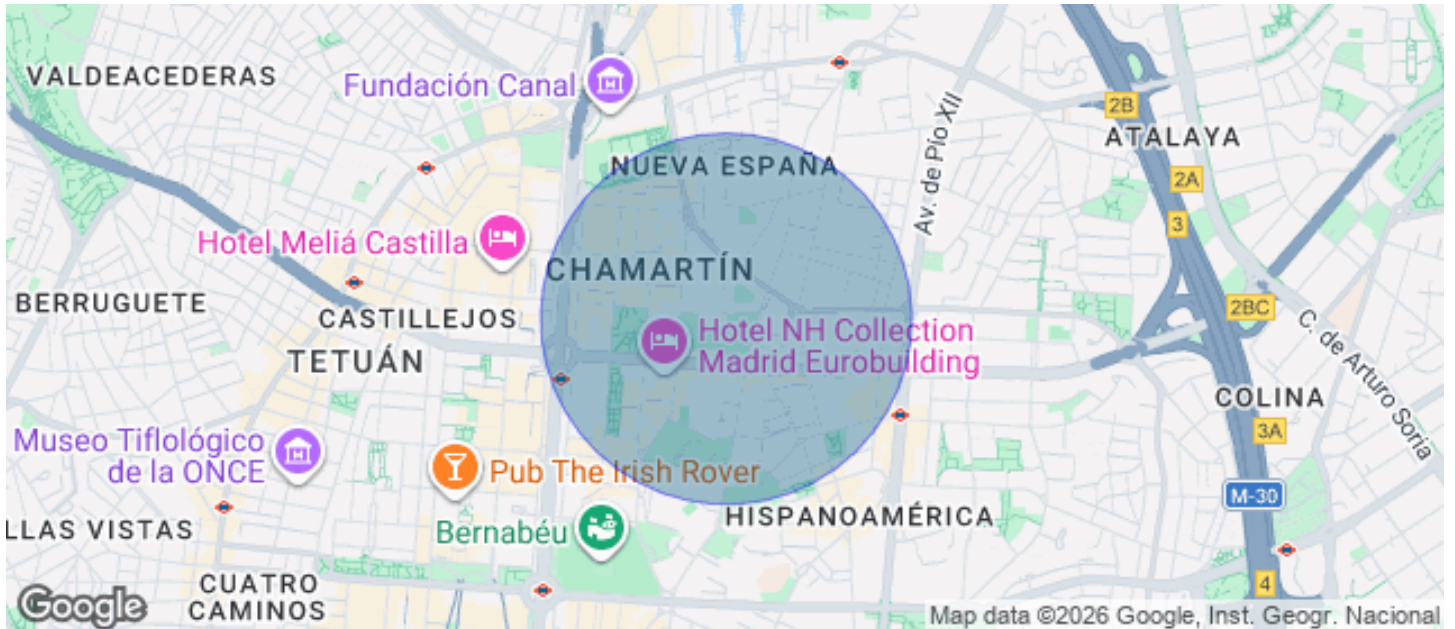 VALDEACEDERAS
Fundación Canal
2B
ATALAYA
NUEVA ESPAÑA
Av. de Pío XII
2A
3
Hotel Meliá Castilla
CHAMARTÍN
BERRUGUETE
CASTILLEJOS
2BC
Hotel NH Collection
Madrid Eurobuilding
TETUÁN
C. de Arturo Soria
COLINA
3A
Museo Tiflológico
de la ONCE
Pub The Irish Rover
M-30
HISPANOAMÉRICA
LLAS VISTAS
Bernabéu
CUATRO
CAMINOS
4
Google
Map data ©2026 Google, Inst. Geogr. Nacional